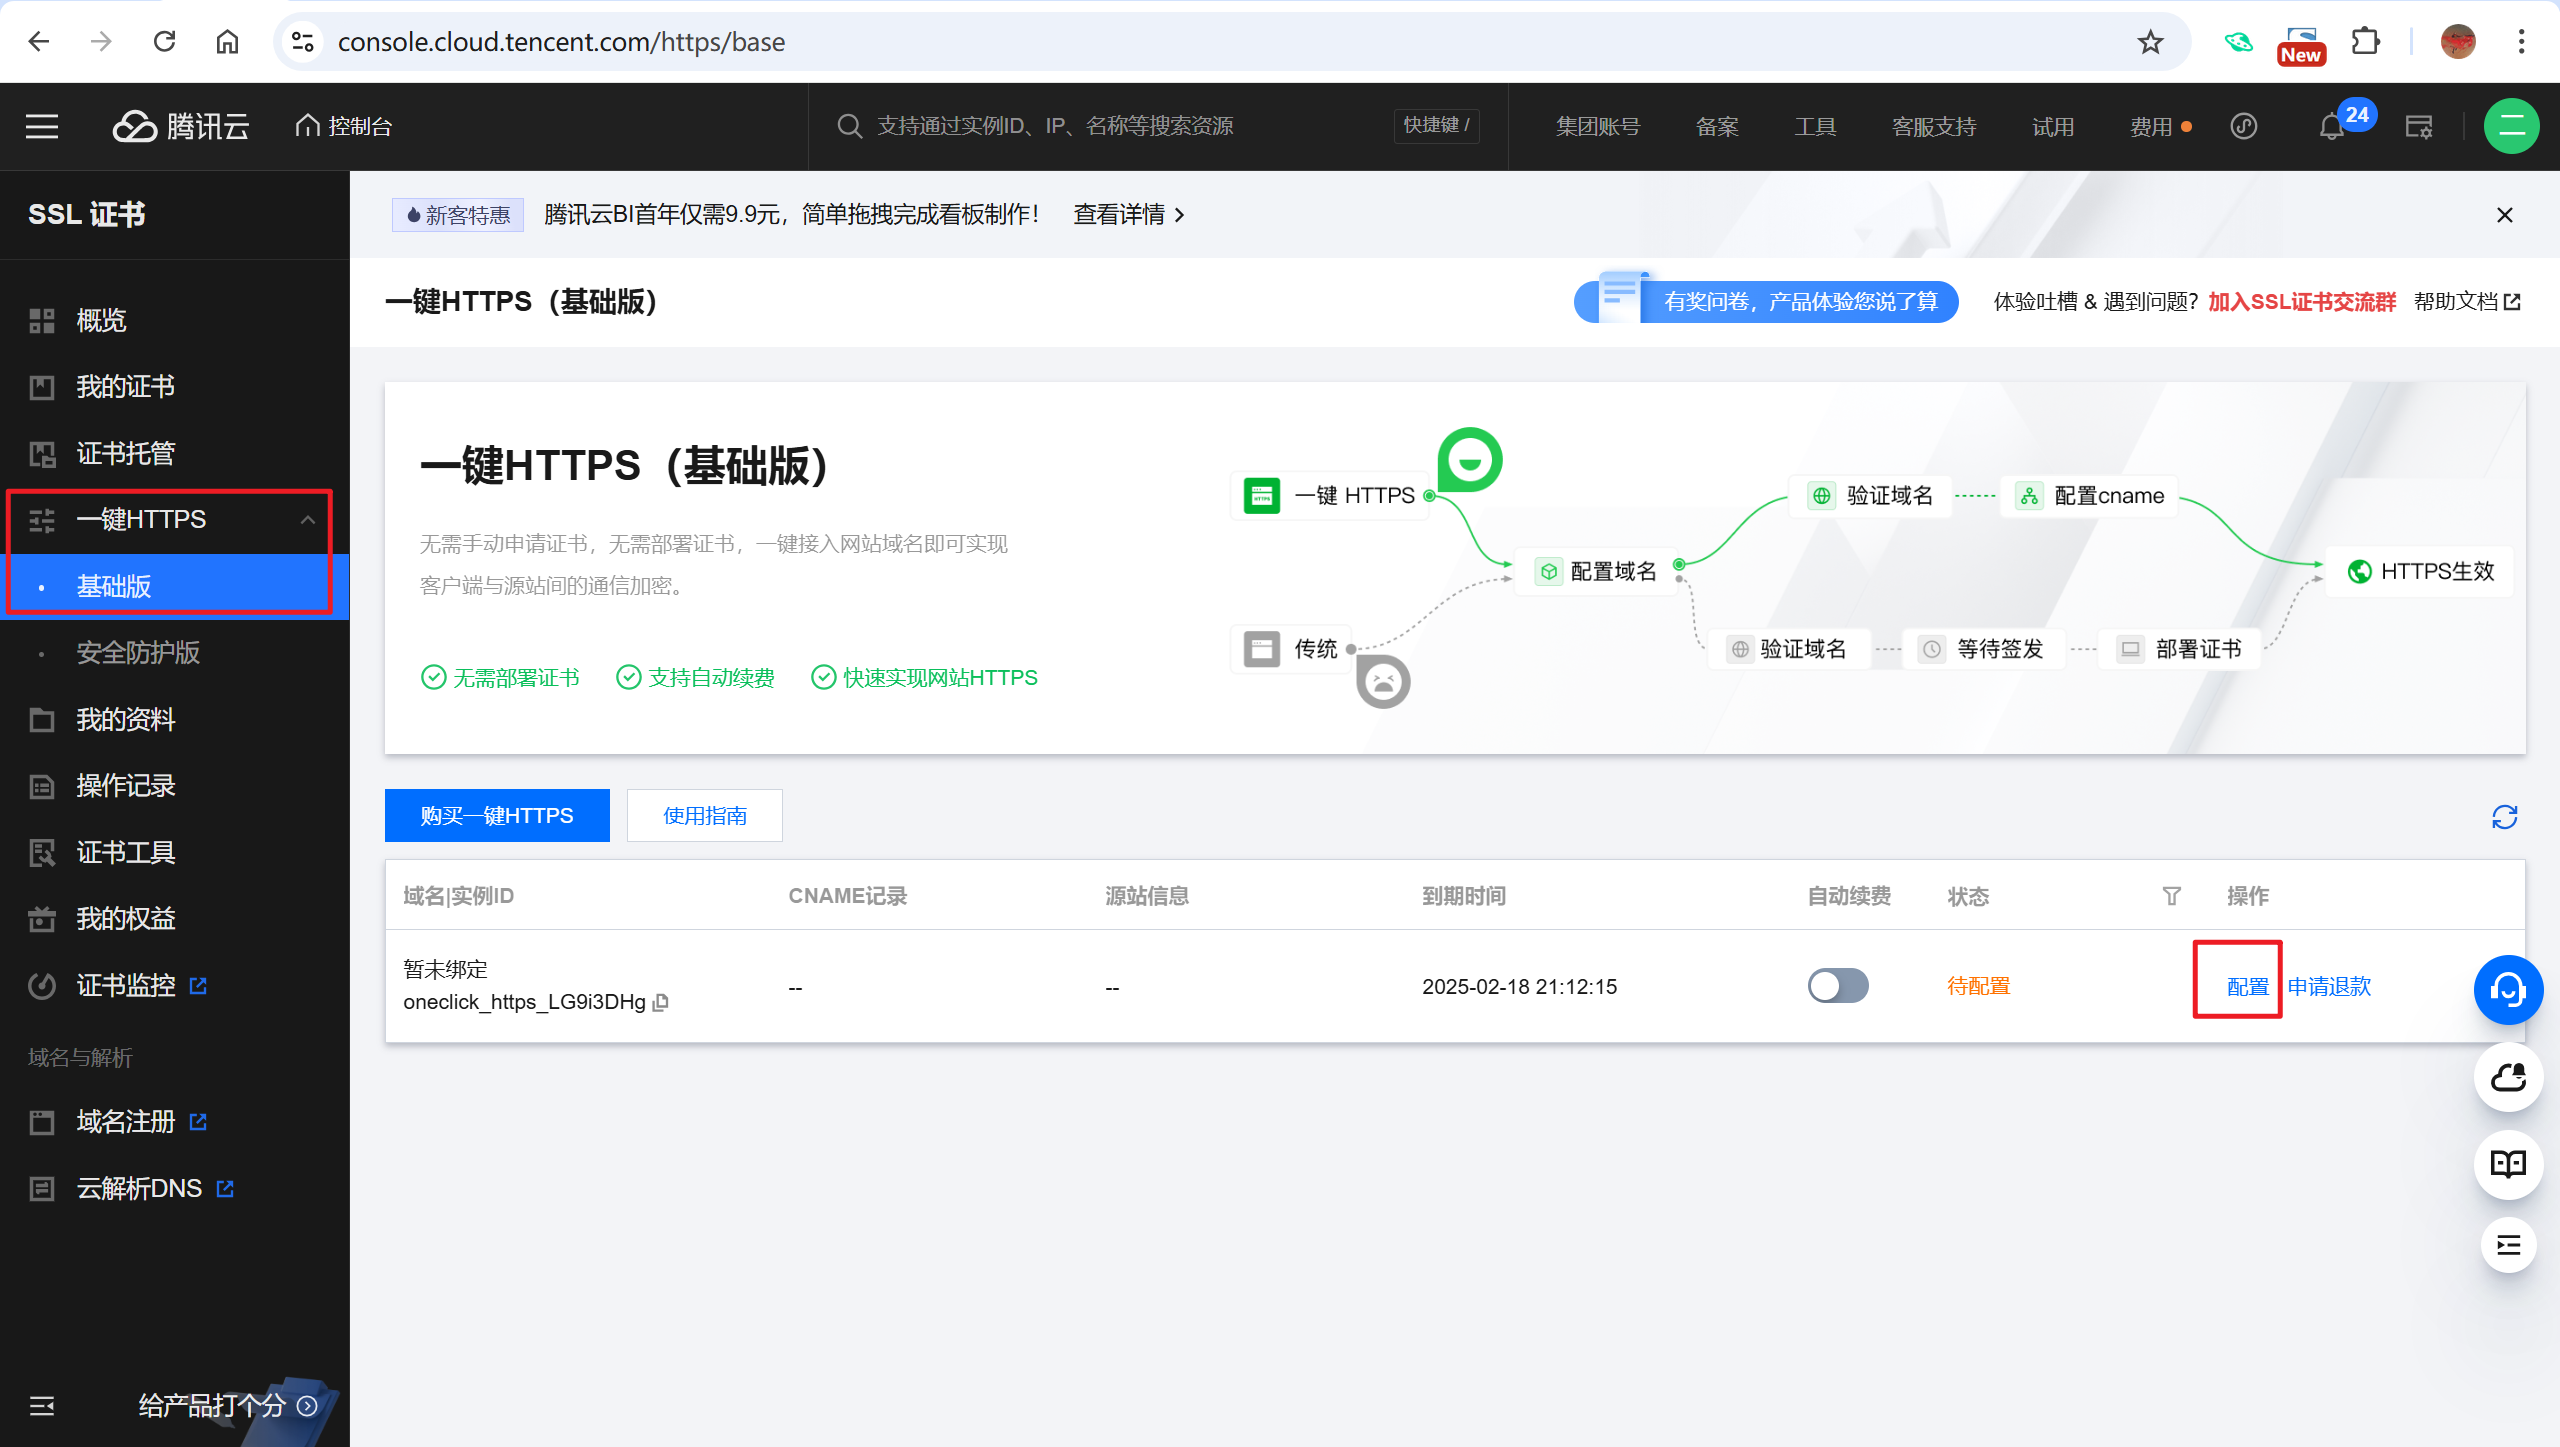 console.cloud.tencent.com/https/base
New
腾讯云
控制台
支持通过实例ID、IP、名称等搜索资源
快捷键 /
集团账号
备案
工具
客服支持
试用
费用
24
二
SSL 证书
概览
我的证书
证书托管
一键HTTPS
基础版
安全防护版
我的资料
操作记录
证书工具
我的权益
证书监控
域名与解析
域名注册
云解析DNS
给产品打个分
新客特惠 腾讯云BI首年仅需9.9元，简单拖拽完成看板制作！ 查看详情
一键HTTPS（基础版）
有奖问卷，产品体验您说了算
体验吐槽 & 遇到问题？加入SSL证书交流群 帮助文档
一键HTTPS（基础版）
无需手动申请证书，无需部署证书，一键接入网站域名即可实现
客户端与源站间的通信加密。
无需部署证书 支持自动续费 快速实现网站HTTPS
一键 HTTPS
验证域名
配置cname
配置域名
HTTPS生效
传统
验证域名
等待签发
部署证书
购买一键HTTPS 使用指南
域名|实例ID CNAME记录 源站信息 到期时间 自动续费 状态 操作
暂未绑定
oneclick_https_LG9i3DHg -- -- 2025-02-18 21:12:15 待配置 配置 申请退款